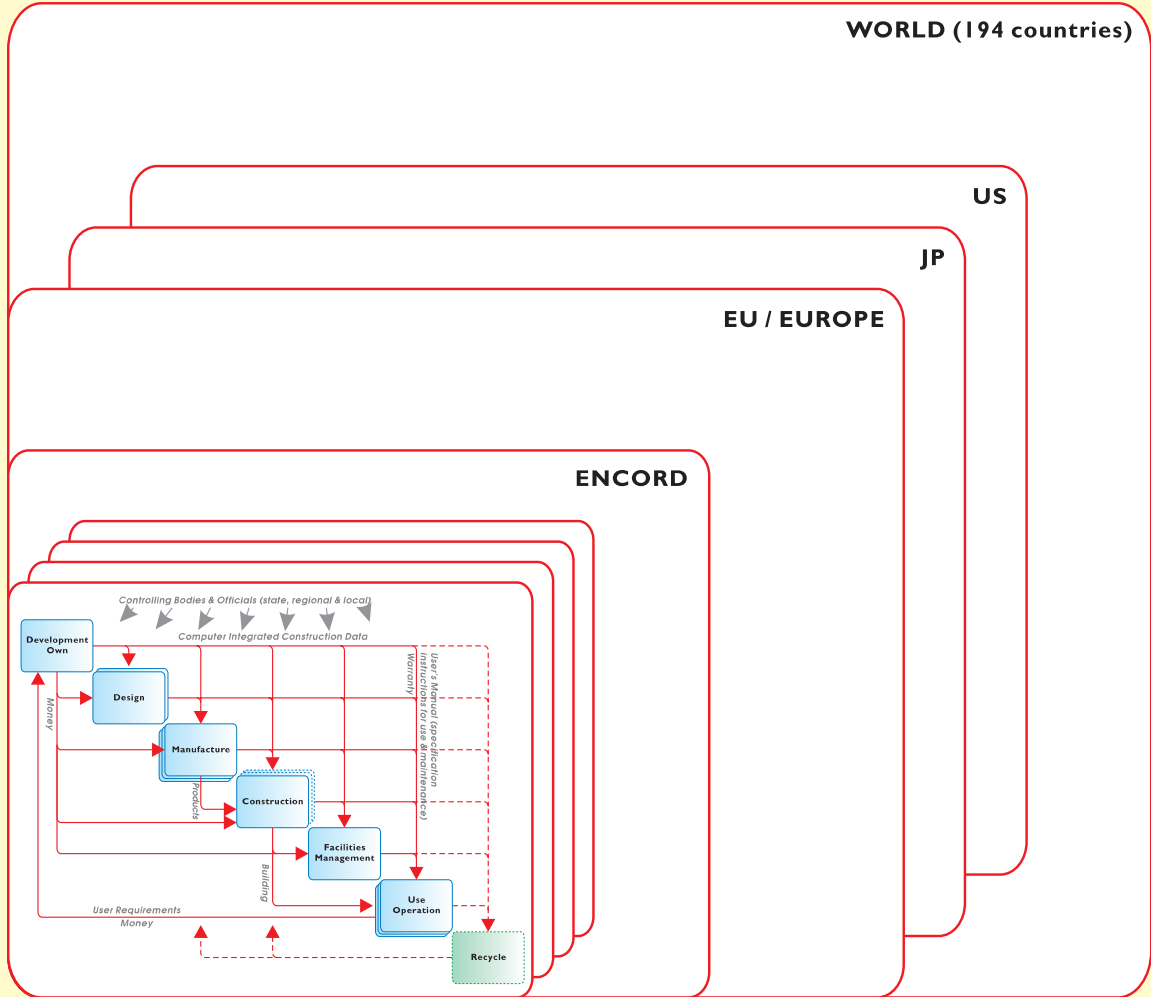 WORLD (194 countries)
US
JP
EU / EUROPE
ENCORD
Controlling Bodies & Officials (state, regional & local)
Computer Integrated Construction Data
Development
Own
Design
Manufacture
Construction
Facilities
Management
Use
Operation
Recycle
Money
Products
Building
Warranty
User's Manual (specification
instructions for use & maintenance)
User Requirements
Money